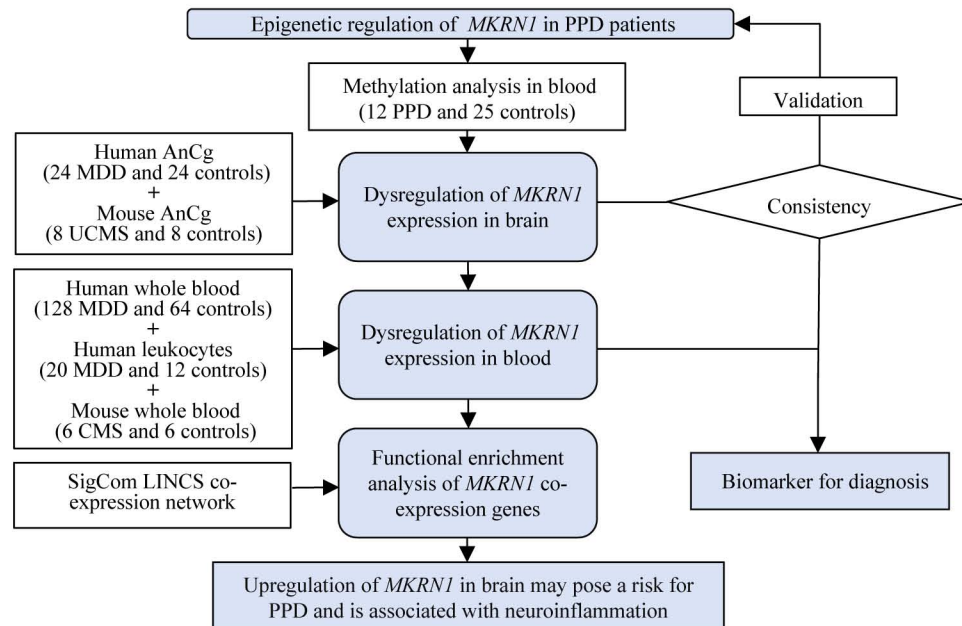 Epigenetic regulation of MKRN1 in PPD patients
Methylation analysis in blood
(12 PPD and 25 controls)
Validation
Human AnCg
(24 MDD and 24 controls)
+
Mouse AnCg
(8 UCMS and 8 controls)
Dysregulation of MKRN1
expression in brain
Consistency
Human whole blood
(128 MDD and 64 controls)
+
Human leukocytes
(20 MDD and 12 controls)
+
Mouse whole blood
(6 CMS and 6 controls)
Dysregulation of MKRN1
expression in blood
SigCom LINCS co-
expression network
Functional enrichment
analysis of MKRN1 co-
expression genes
Biomarker for diagnosis
Upregulation of MKRN1 in brain may pose a risk for
PPD and is associated with neuroinflammation